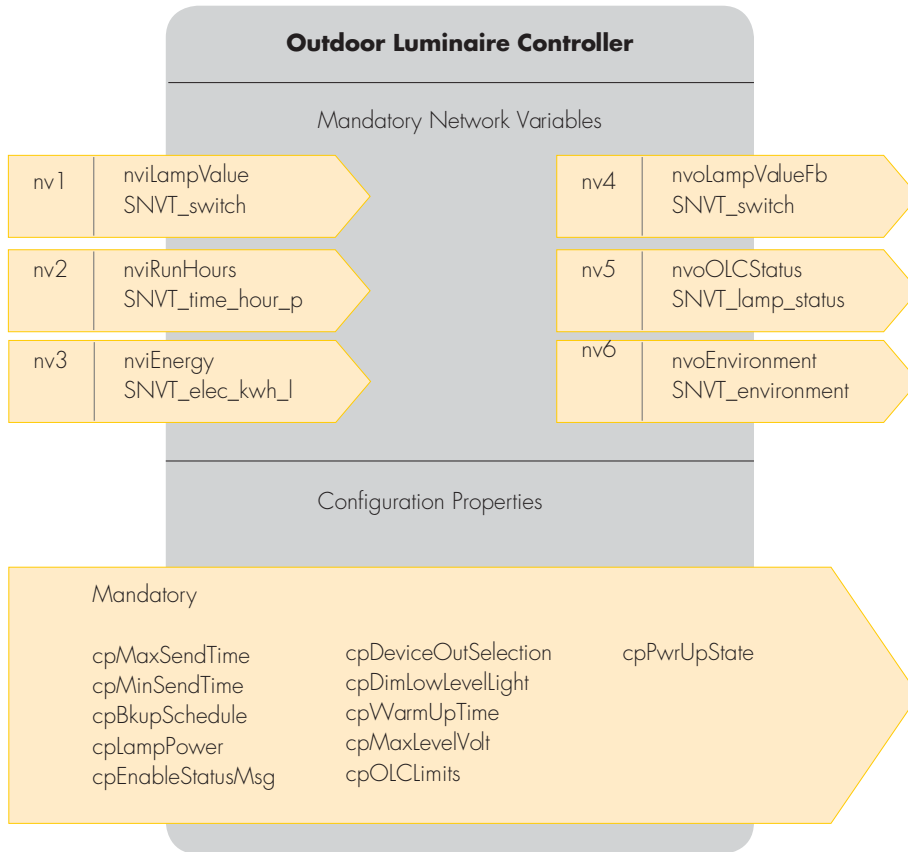 Outdoor Luminaire Controller
Mandatory Network Variables
nv1
nviLampValue
SNVT_switch
nv2
nviRunHours
SNVT_time_hour_p
nv3
nviEnergy
SNVT_elec_kwh_l
nv4
nvoLampValueFb
SNVT_switch
nv5
nvoOLCStatus
SNVT_lamp_status
nv6
nvoEnvironment
SNVT_environment
Configuration Properties
Mandatory
cpMaxSendTime
cpMinSendTime
cpBkupSchedule
cpLampPower
cpEnableStatusMsg
cpDeviceOutSelection
cpDimLowLevelLight
cpWarmUpTime
cpMaxLevelVolt
cpOLCLimits
cpPwrUpState